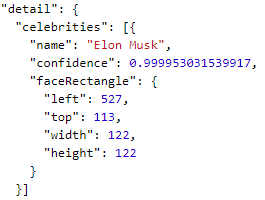 "detail": {
"celebrities": [{
"name": "Elon Musk",
"confidence": 0.999953031539917,
"faceRectangle": {
"left": 527,
"top": 113,
"width": 122,
"height": 122
}
}]